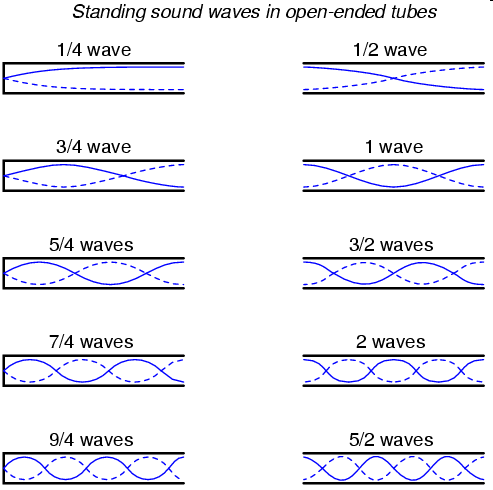 Standing sound waves in open-ended tubes
1/4 wave
1/2 wave
3/4 wave
1 wave
5/4 waves
3/2 waves
7/4 waves
2 waves
9/4 waves
5/2 waves